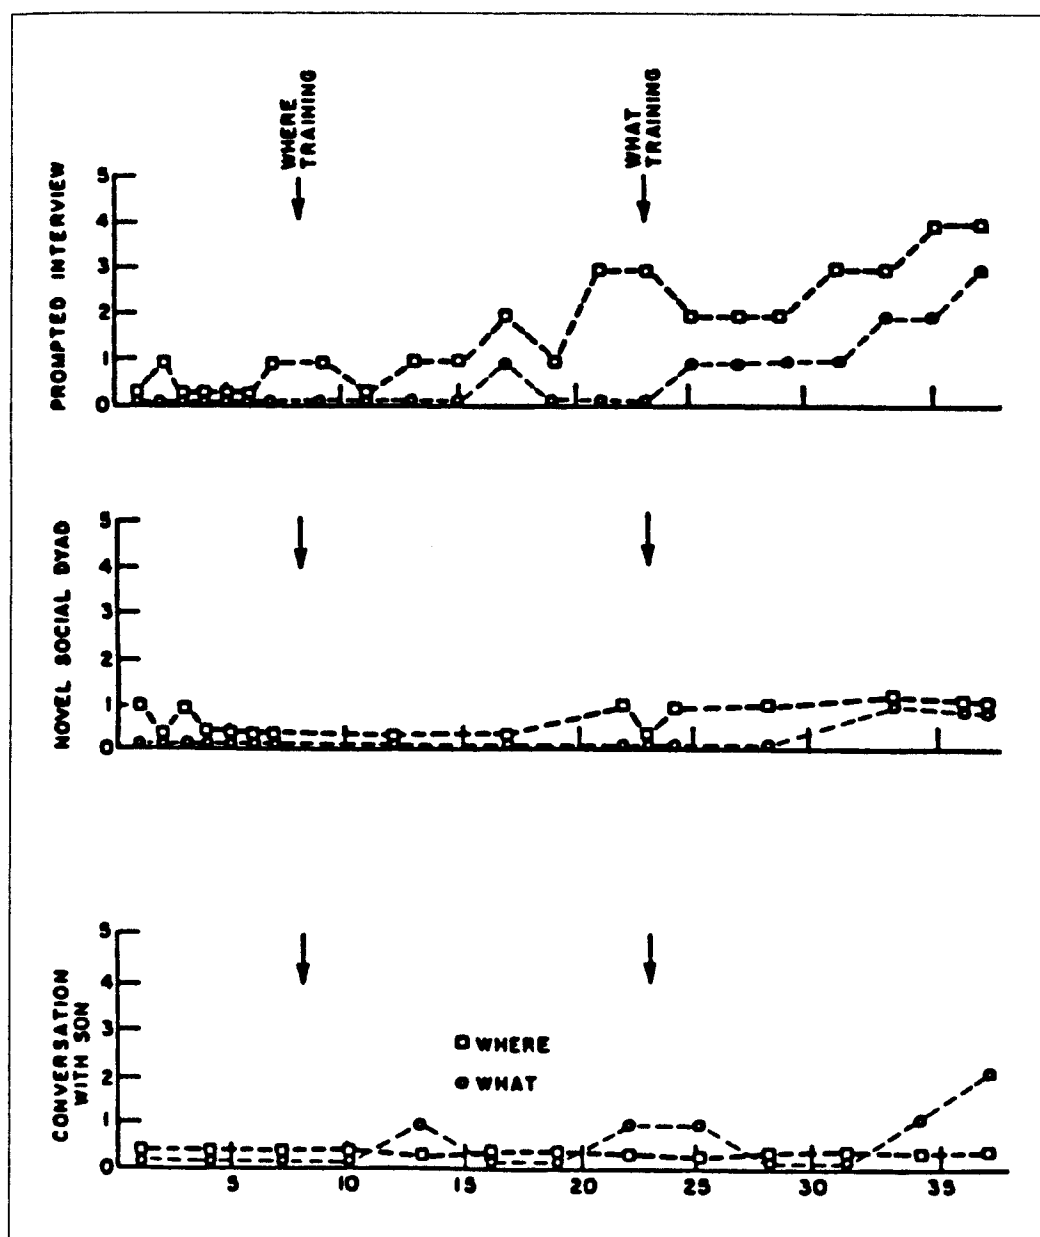 WHERE
TRAINING
WHAT
TRAINING
PROMPTED INTERVIEW
5
4
3
2
1
0
NOVEL SOCIAL DYAD
5
4
3
2
1
0
CONVERSATION
WITH SON
5
4
3
2
1
0
WHERE
WHAT
5 10 15 20 25 30 35